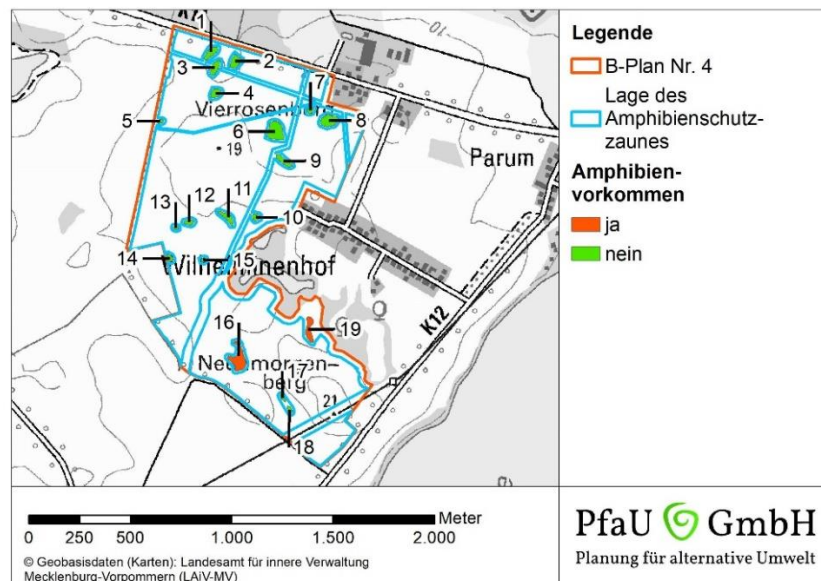 1
2
3
4
5
6
7
8
9
10
11
12
13
14
15
16
17
18
19
10
Vierrosenberg
19
Parum
Wilhelminenhof
K12
21
Legende
B-Plan Nr. 4
Lage des
Amphibienschutz-
zaunes
Amphibien-
vorkommen
ja
nein
Meter
0 250 500 1.000 1.500 2.000
© Geobasisdaten (Karten): Landesamt für innere Verwaltung
Mecklenburg-Vorpommern (LAiV-MV)
PfaU GmbH
Planung für alternative Umwelt